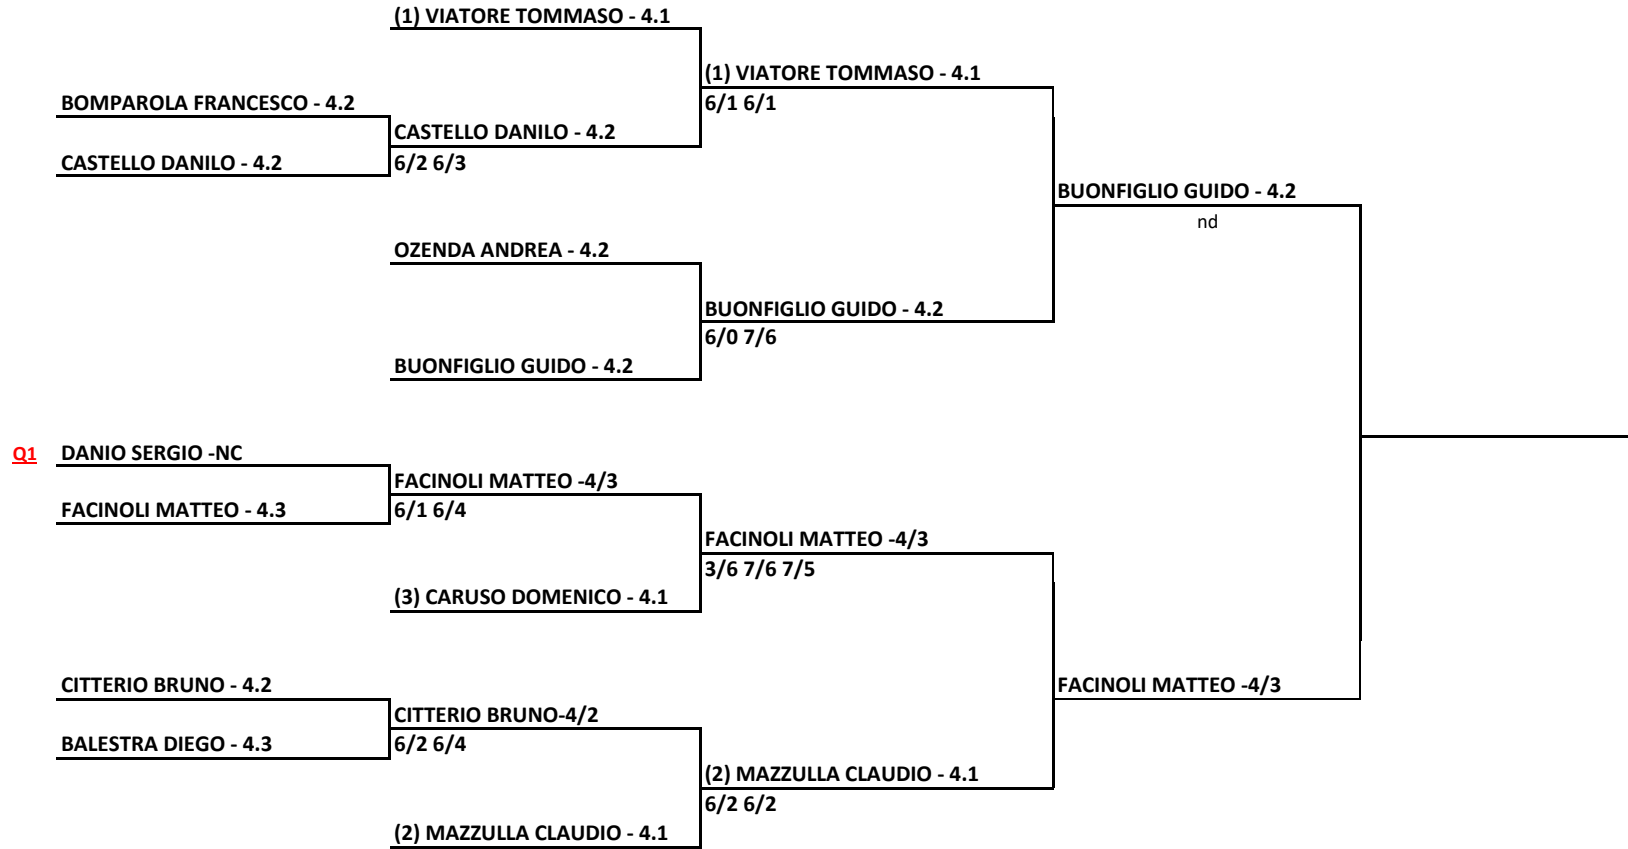 (1) VIATORE TOMMASO - 4.1
(1) VIATORE TOMMASO - 4.1
BOMPAROLA FRANCESCO - 4.2
6/1 6/1
CASTELLO DANILO - 4.2
CASTELLO DANILO - 4.2
6/2 6/3
BUONFIGLIO GUIDO - 4.2
nd
OZENDA ANDREA - 4.2
BUONFIGLIO GUIDO - 4.2
6/0 7/6
BUONFIGLIO GUIDO - 4.2
Q1 DANIO SERGIO -NC
FACINOLI MATTEO -4/3
FACINOLI MATTEO - 4.3
6/1 6/4
FACINOLI MATTEO -4/3
3/6 7/6 7/5
(3) CARUSO DOMENICO - 4.1
CITTERIO BRUNO - 4.2
FACINOLI MATTEO -4/3
CITTERIO BRUNO-4/2
BALESTRA DIEGO - 4.3
6/2 6/4
(2) MAZZULLA CLAUDIO - 4.1
6/2 6/2
(2) MAZZULLA CLAUDIO - 4.1